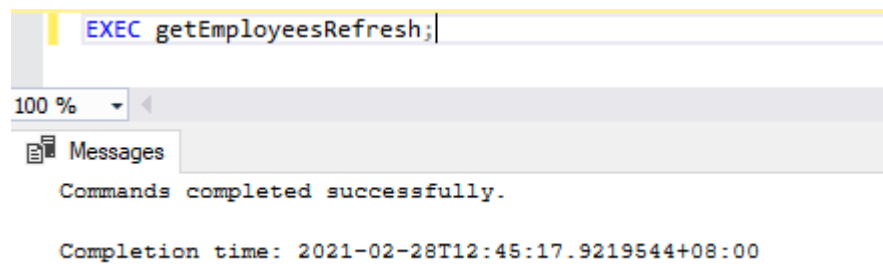 EXEC getEmployeesRefresh;
100 %
Messages
Commands completed successfully.
Completion time: 2021-02-28T12:45:17.9219544+08:00